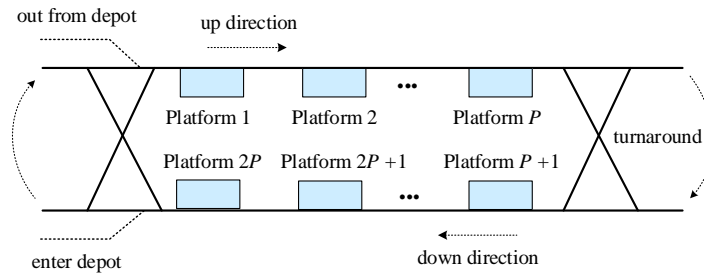 out from depot
up direction
Platform 1
Platform 2
•••
Platform P
turnaround
Platform 2P
Platform 2P +1
•••
Platform P +1
enter depot
down direction